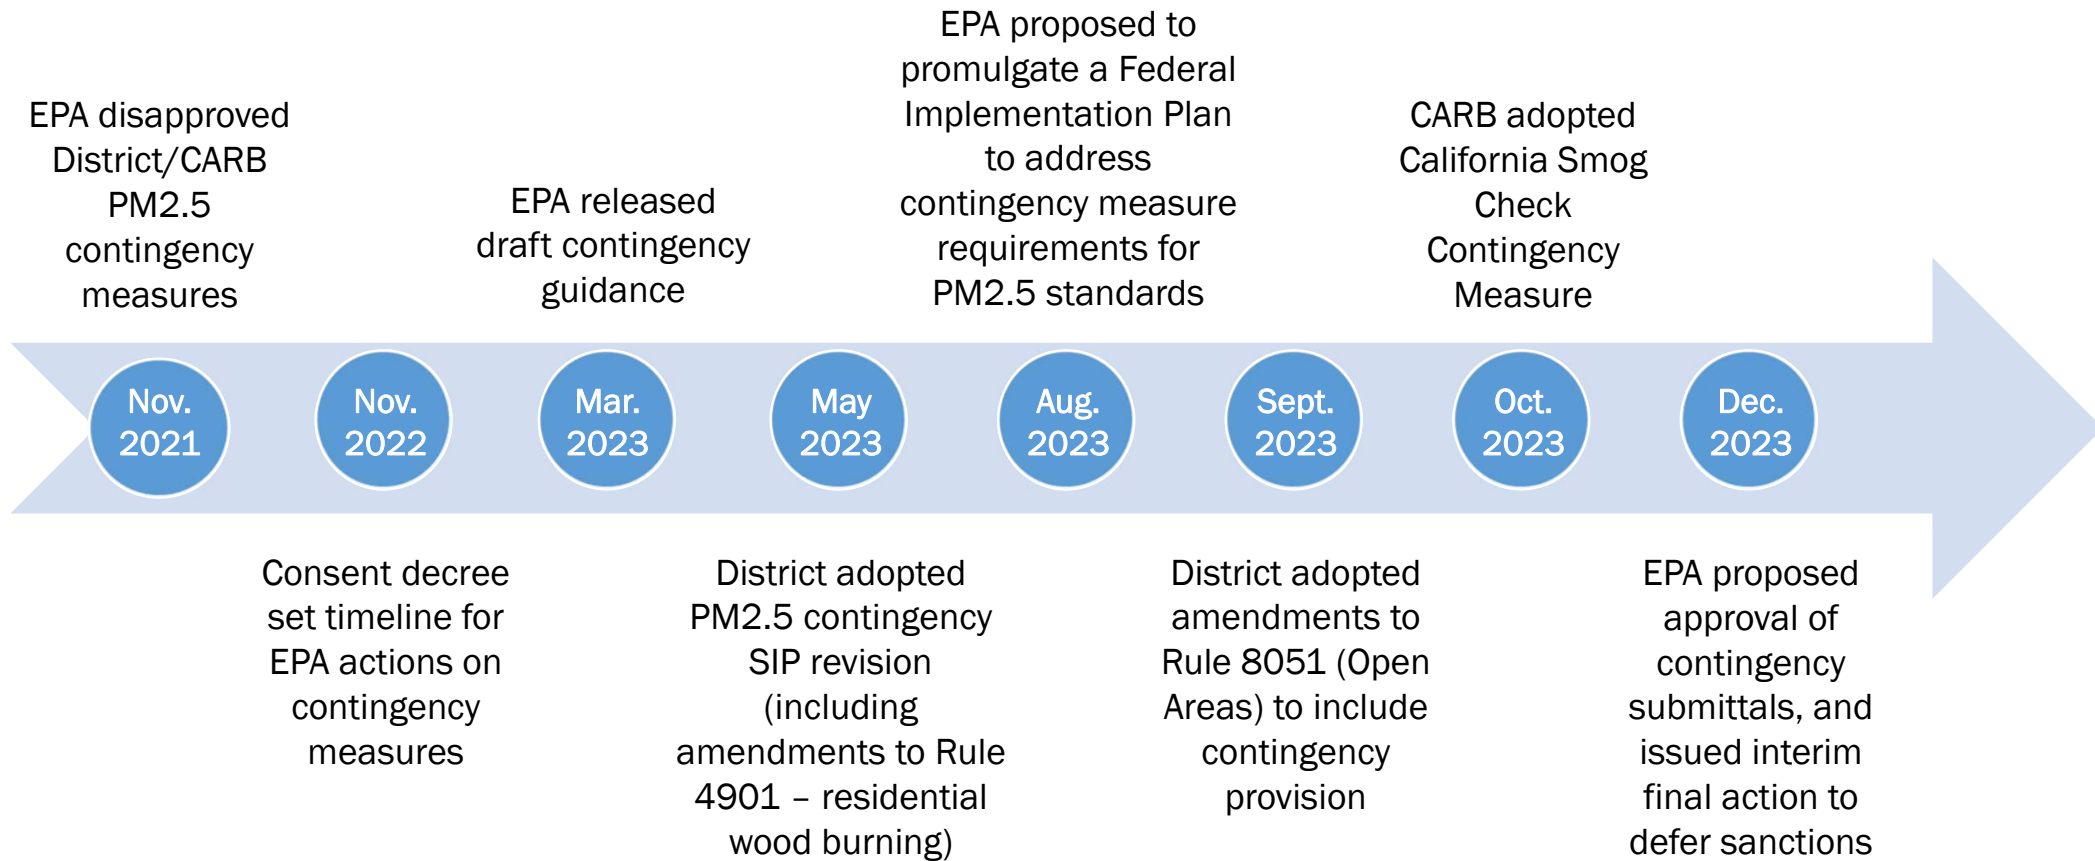 EPA disapproved
District/CARB
PM2.5
contingency
measures
EPA released
draft contingency
guidance
EPA proposed to
promulgate a Federal
Implementation Plan
to address
contingency measure
requirements for
PM2.5 standards
CARB adopted
California Smog
Check
Contingency
Measure
Nov.
2021
Nov.
2022
Mar.
2023
May
2023
Aug.
2023
Sept.
2023
Oct.
2023
Dec.
2023
Consent decree
set timeline for
EPA actions on
contingency
measures
District adopted
PM2.5 contingency
SIP revision
(including
amendments to Rule
4901 – residential
wood burning)
District adopted
amendments to
Rule 8051 (Open
Areas) to include
contingency
provision
EPA proposed
approval of
contingency
submittals, and
issued interim
final action to
defer sanctions